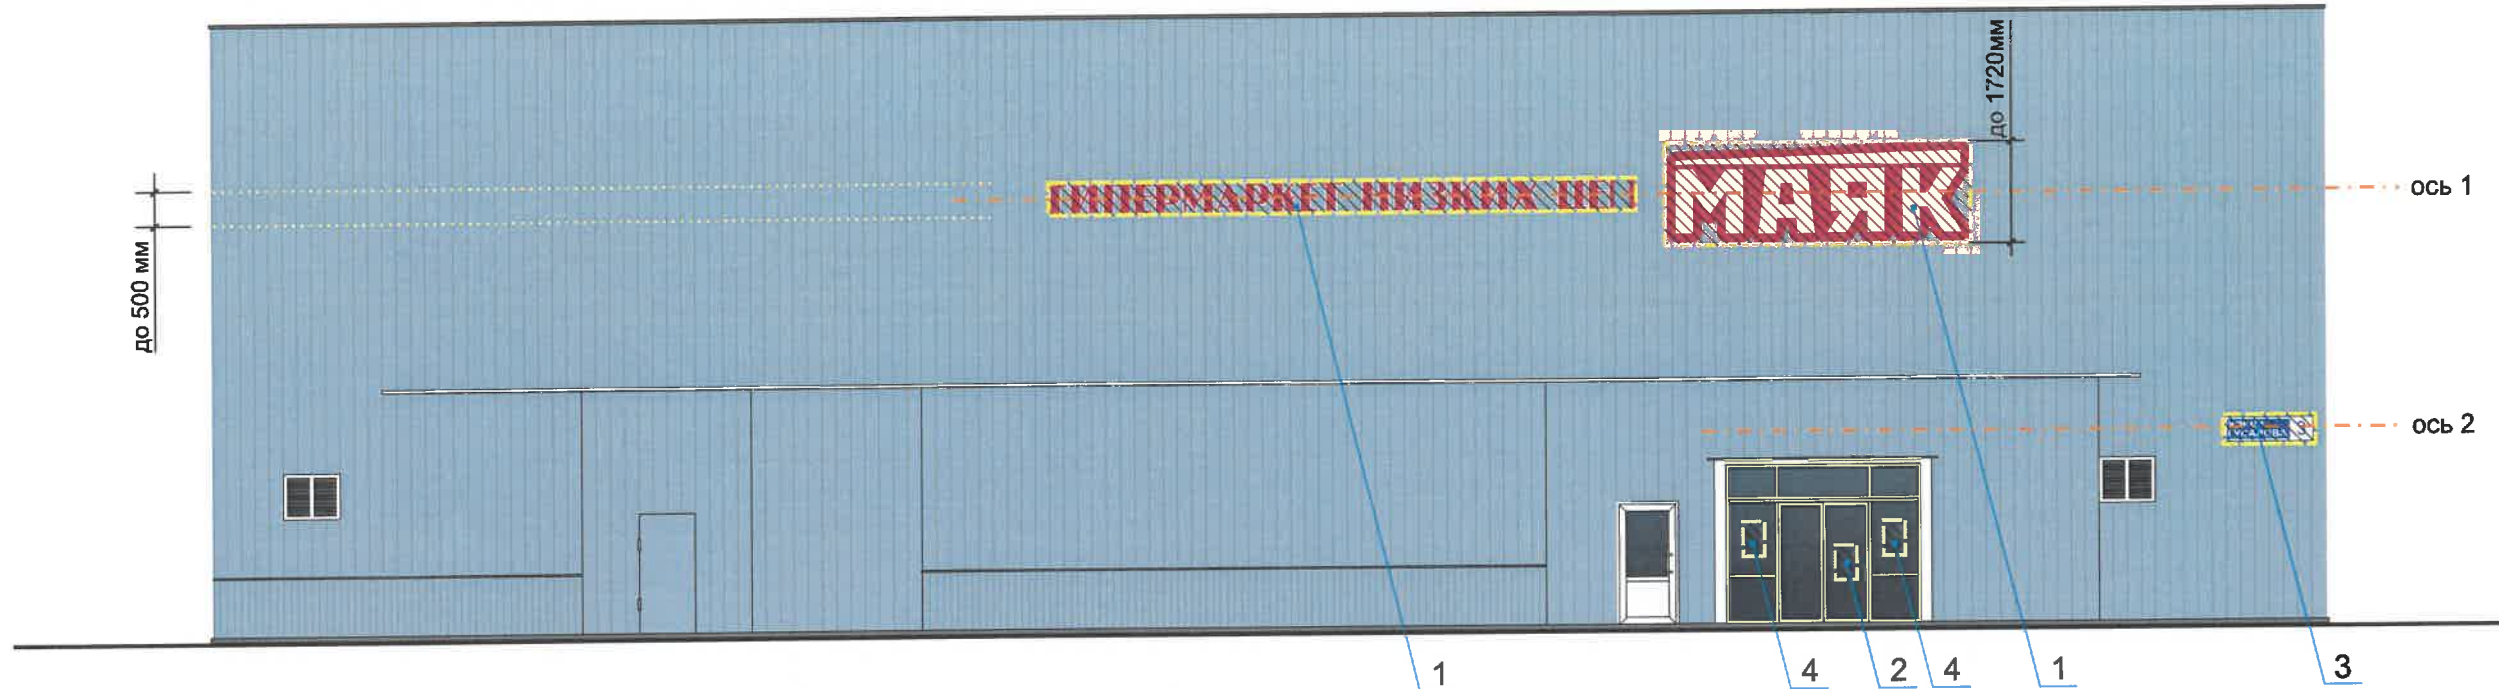 до 1720мм
ГИПЕРМАРКЕТ НИЗКИХ ЦЕН
МАЯК
ось 1
до 500 мм
ось 2
1
4
2
4
1
3